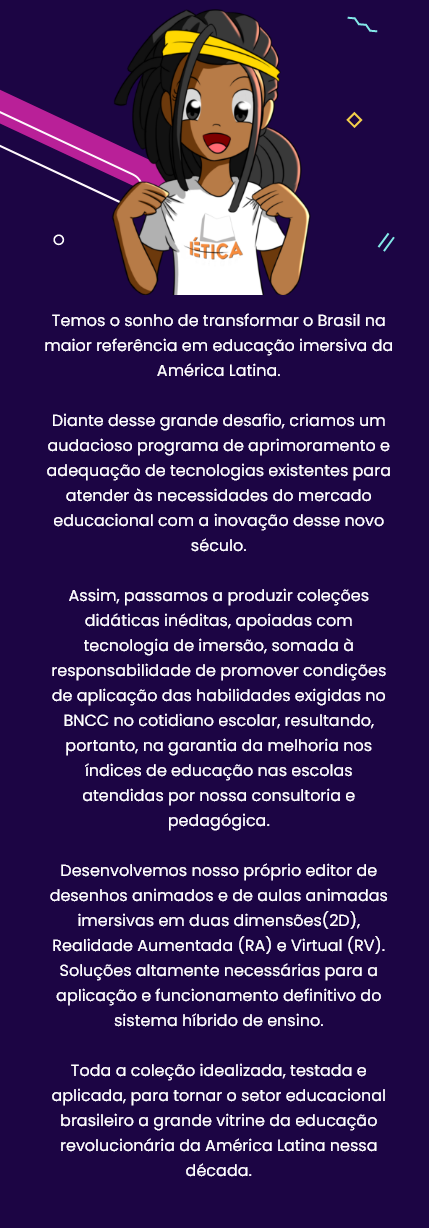 ÉTICA
Temos o sonho de transformar o Brasil na
maior referência em educação imersiva da
América Latina.
Diante desse grande desafio, criamos um
audacioso programa de aprimoramento e
adequação de tecnologias existentes para
atender às necessidades do mercado
educacional com a inovação desse novo
século.
Assim, passamos a produzir coleções
didáticas inéditas, apoiadas com
tecnologia de imersão, somada à
responsabilidade de promover condições
de aplicação das habilidades exigidas no
BNCC no cotidiano escolar, resultando,
portanto, na garantia da melhoria nos
índices de educação nas escolas
atendidas por nossa consultoria e
pedagógica.
Desenvolvemos nosso próprio editor de
desenhos animados e de aulas animadas
imersivas em duas dimensões(2D),
Realidade Aumentada (RA) e Virtual (RV).
Soluções altamente necessárias para a
aplicação e funcionamento definitivo do
sistema híbrido de ensino.
Toda a coleção idealizada, testada e
aplicada, para tornar o setor educacional
brasileiro a grande vitrine da educação
revolucionária da América Latina nessa
década.